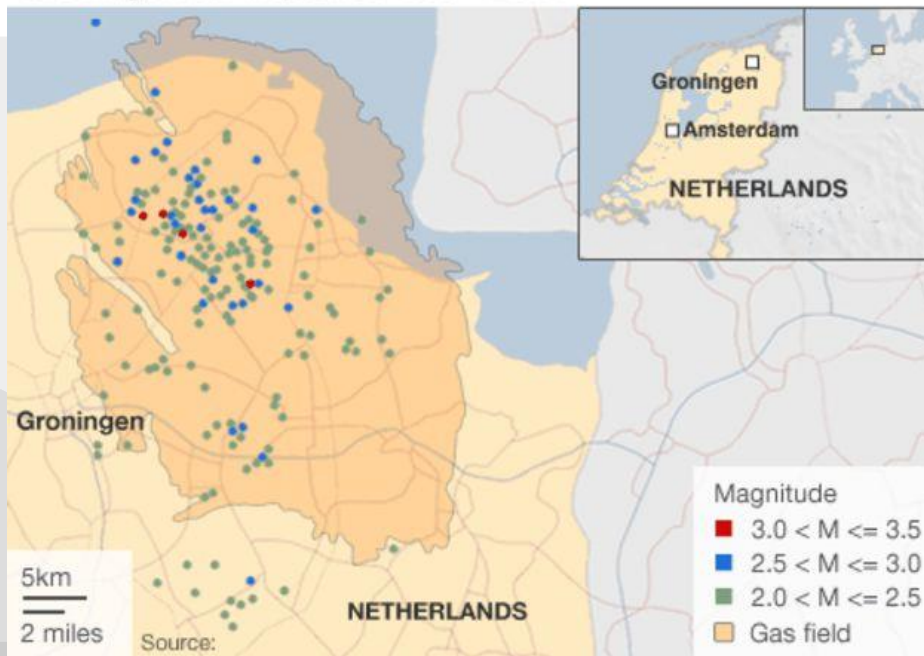 Groningen
Amsterdam
NETHERLANDS
Groningen
Magnitude
3.0 < M <= 3.5
2.5 < M <= 3.0
2.0 < M <= 2.5
Gas field
5km
2 miles
NETHERLANDS
Source: